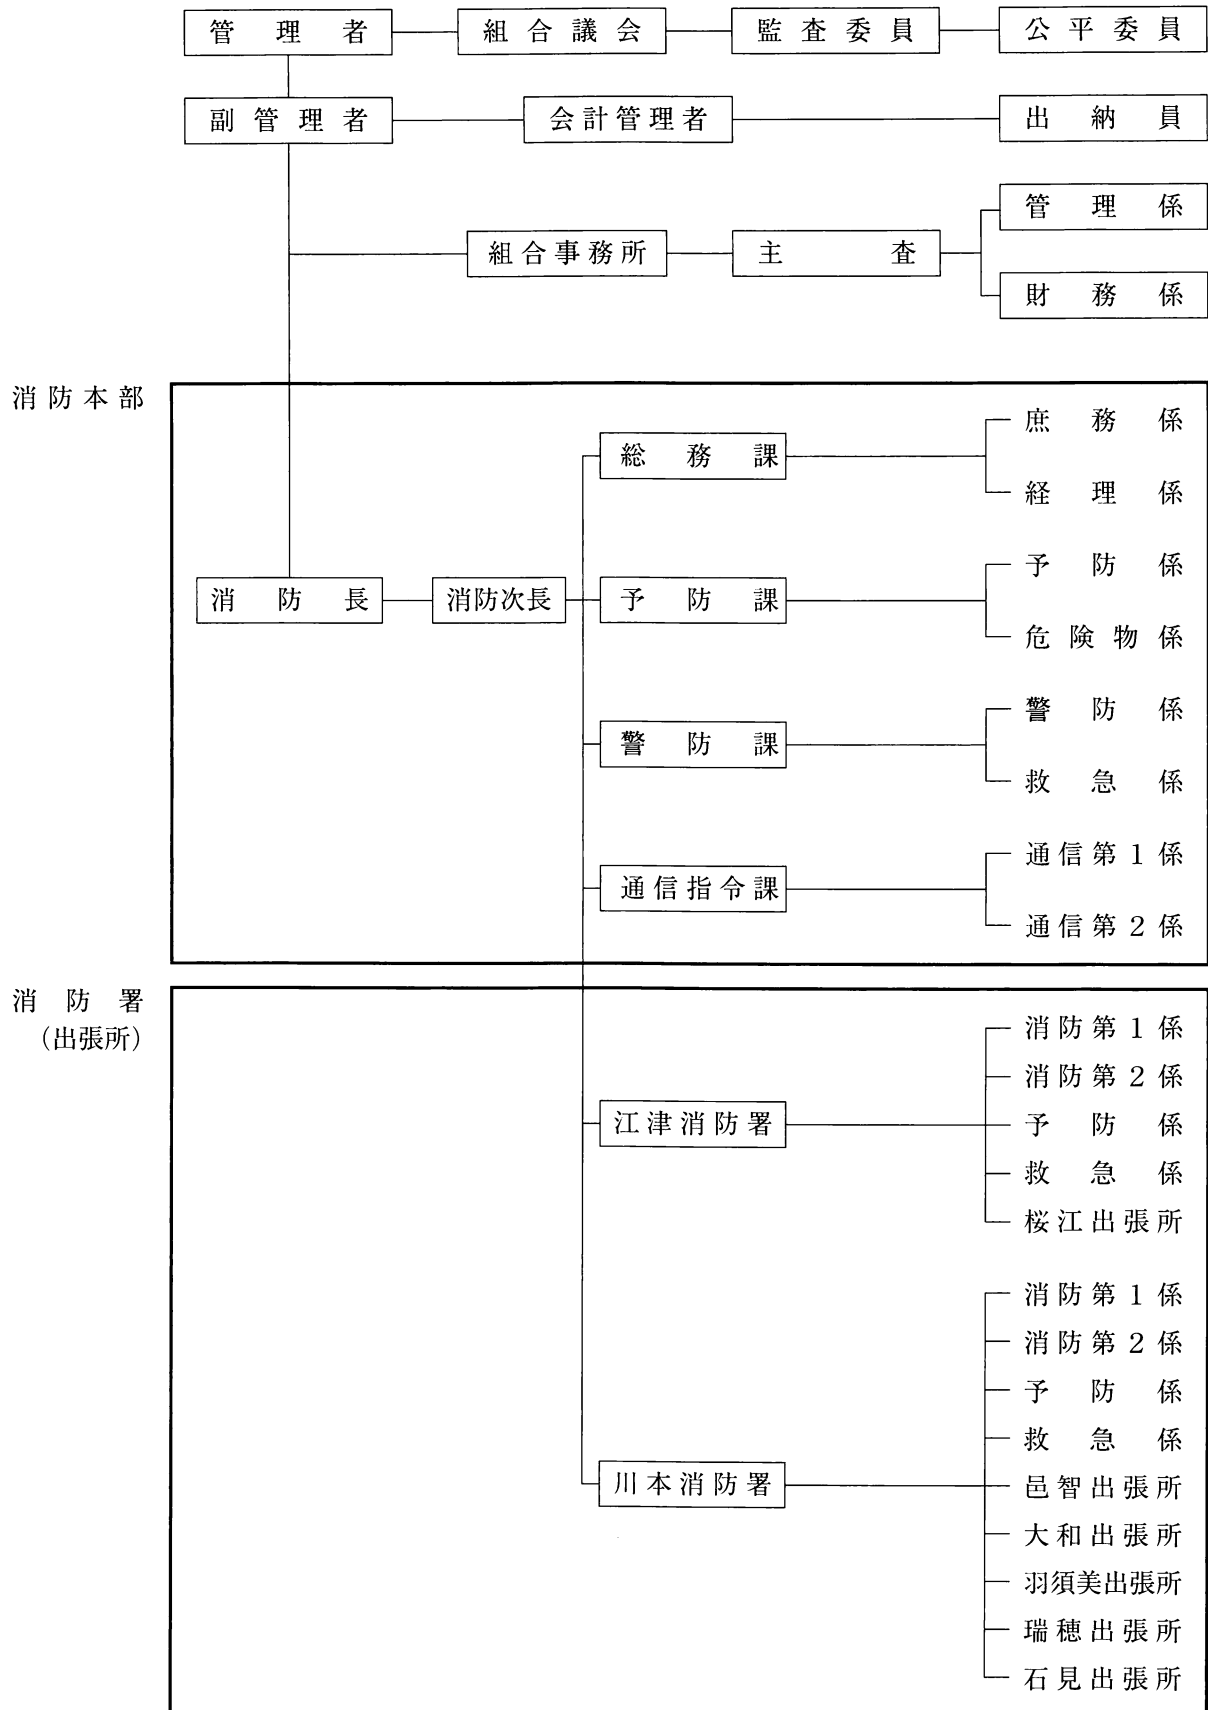 管理者 組合議会 監査委員 公平委員
副管理者 会計管理者 出納員
管理係
組合事務所 主査
財務係
消防本部
庶務係
総務課
経理係
予防係
消防長 消防次長 予防課
危険物係
警防係
警防課
救急係
通信第1係
通信指令課
通信第2係
消防署
(出張所)
消防第1係
消防第2係
江津消防署 予防係
救急係
桜江出張所
消防第1係
消防第2係
予防係
救急係
川本消防署 邑智出張所
大和出張所
羽須美出張所
瑞穂出張所
石見出張所